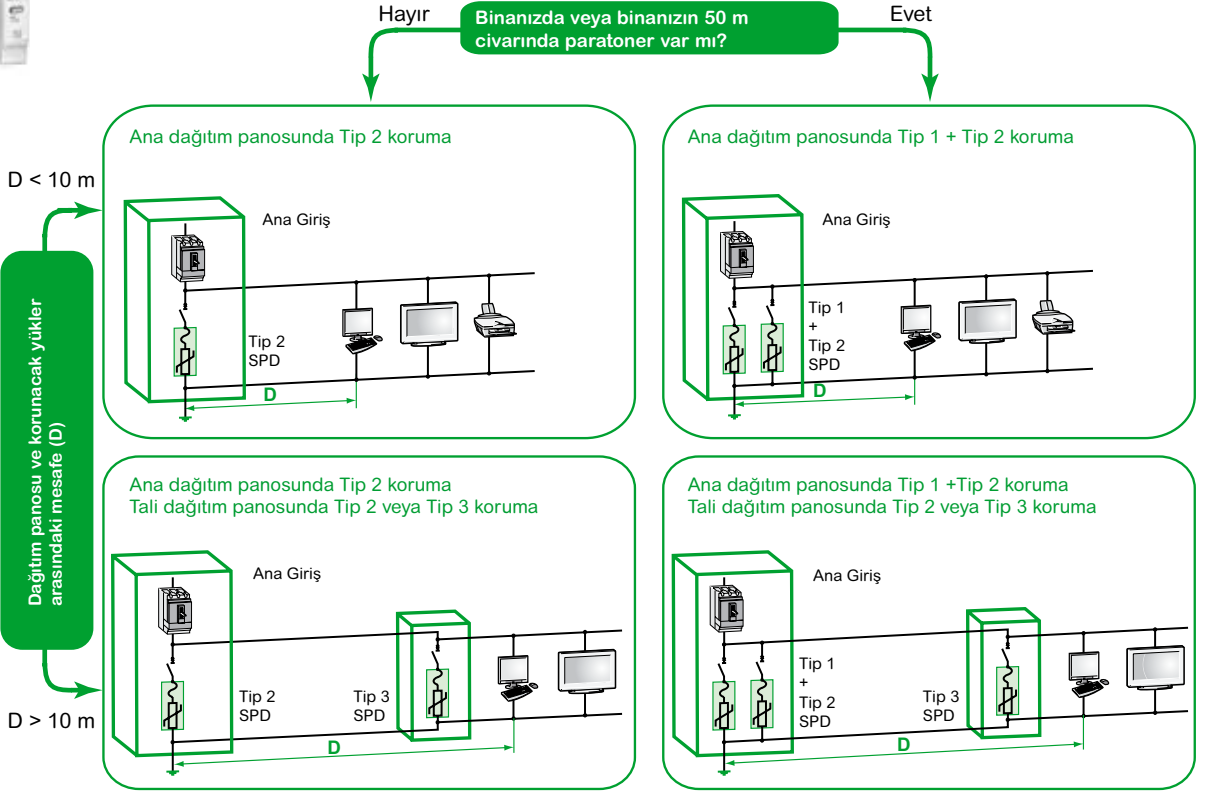 Hayır
Binanızda veya binanızın 50 m
civarında paratoner var mı?
Evet
D < 10 m
Dağıtım panosu ve korunacak yükler
arasındaki mesafe (D)
D > 10 m
Ana dağıtım panosunda Tip 2 koruma
Ana Giriş
Tip 2
SPD
D
Ana dağıtım panosunda Tip 1 + Tip 2 koruma
Ana Giriş
Tip 1
+
Tip 2
SPD
D
Ana dağıtım panosunda Tip 2 koruma
Tali dağıtım panosunda Tip 2 veya Tip 3 koruma
Ana Giriş
Tip 2
SPD
Tip 3
SPD
D
Ana dağıtım panosunda Tip 1 +Tip 2 koruma
Tali dağıtım panosunda Tip 2 veya Tip 3 koruma
Ana Giriş
Tip 1
+
Tip 2
SPD
Tip 3
SPD
D